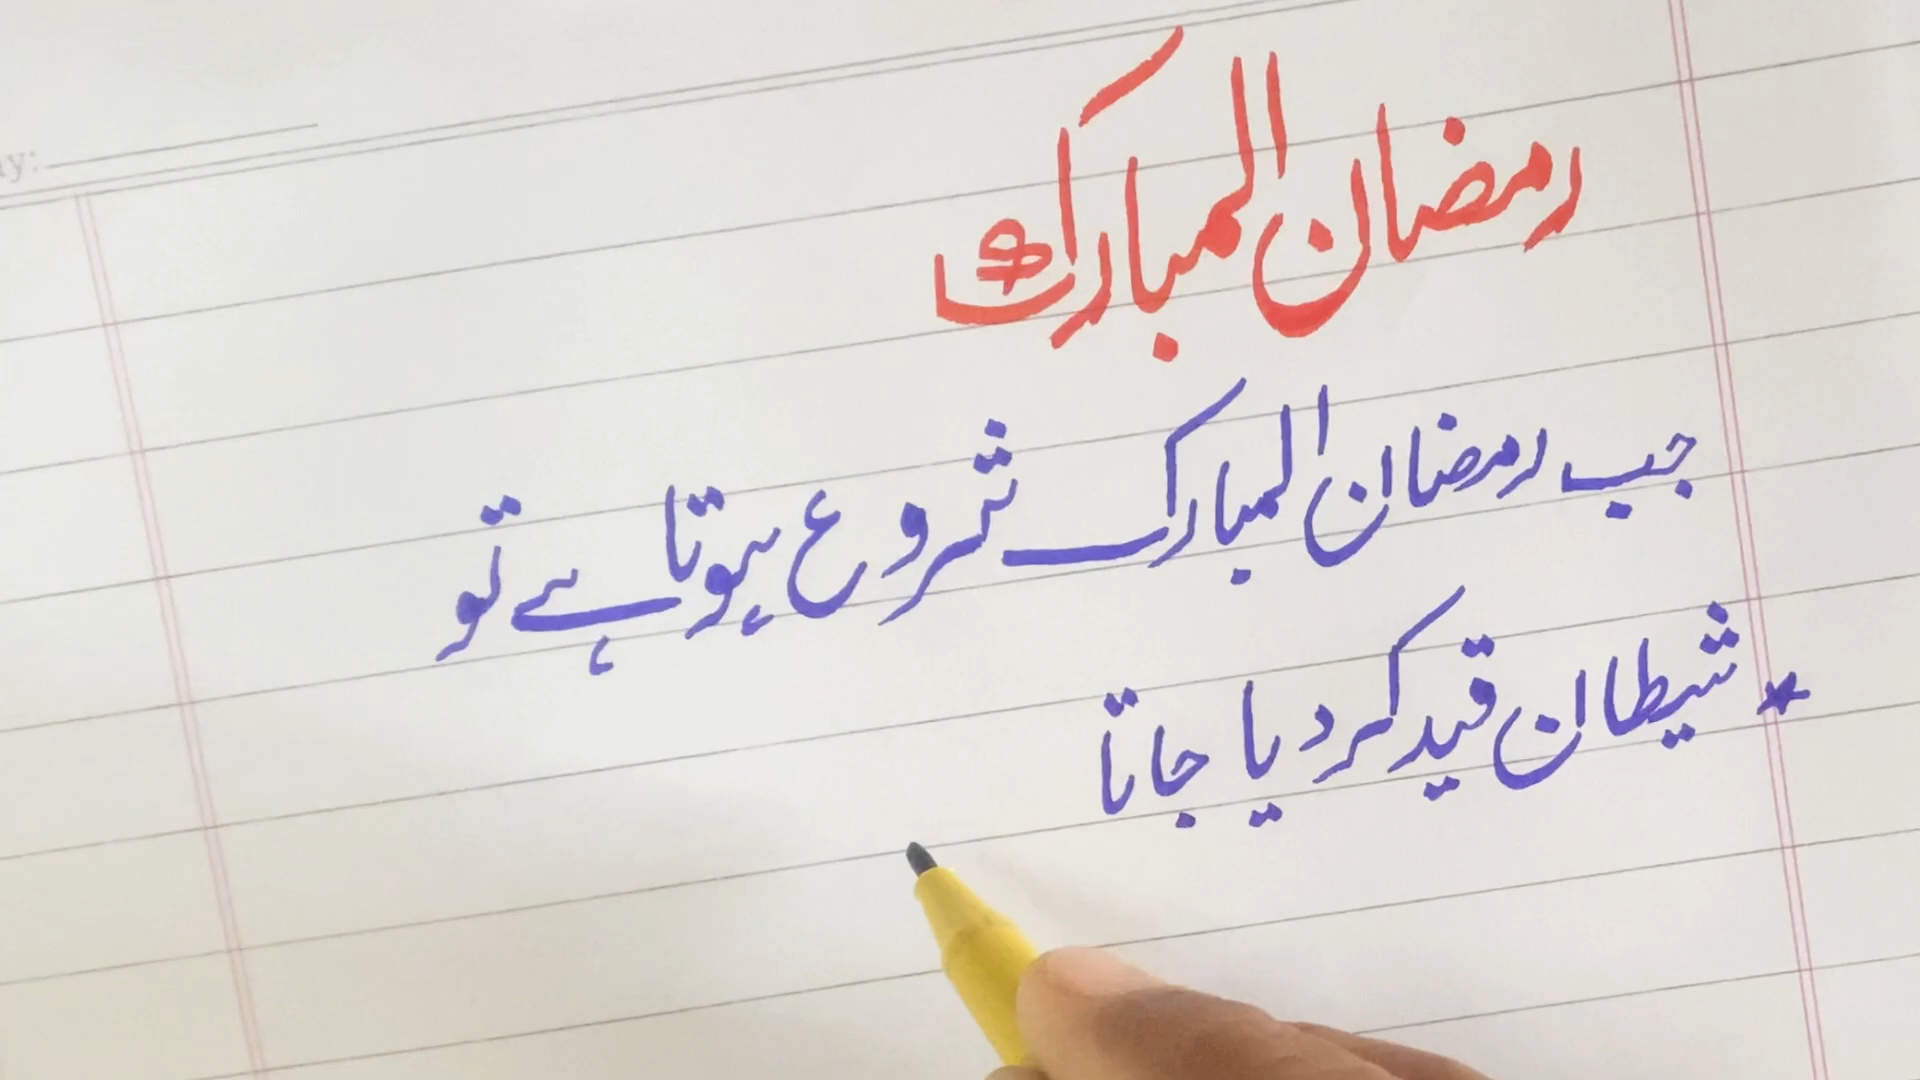 رمضان المبارک
جب رمضان المبارک شروع ہوتا ہے تو
* شیطان قید کر دیا جاتا